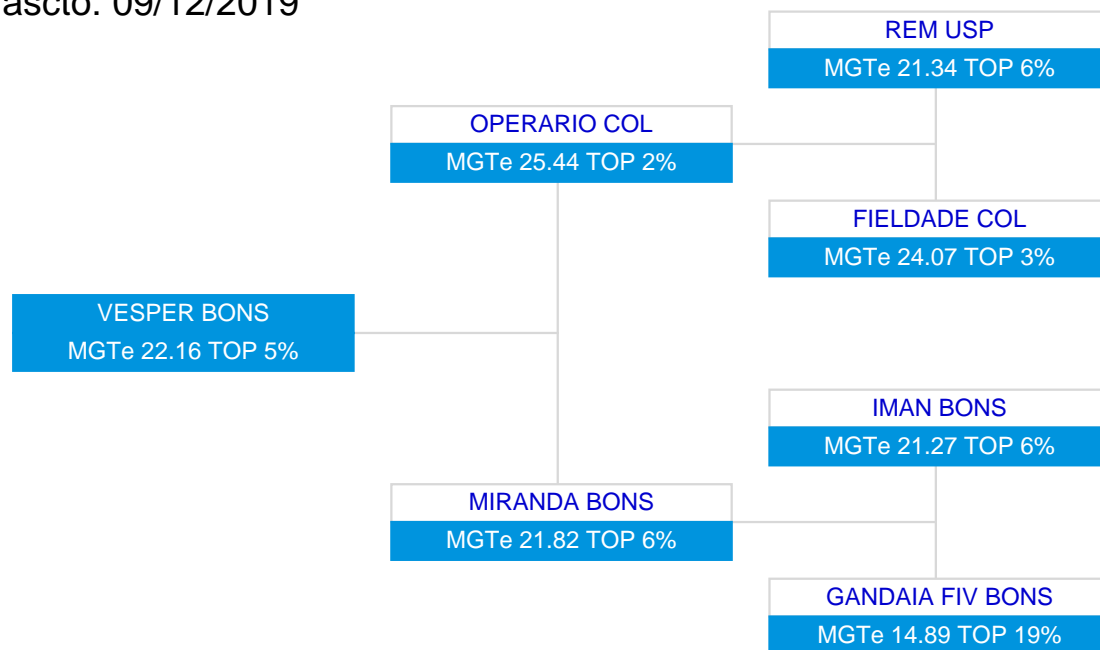 ascto: 09/12/2019
REM USP
MGTe 21.34 TOP 6%
OPERARIO COL
MGTe 25.44 TOP 2%
FIELDADE COL
MGTe 24.07 TOP 3%
VESPER BONS
MGTe 22.16 TOP 5%
IMAN BONS
MGTe 21.27 TOP 6%
MIRANDA BONS
MGTe 21.82 TOP 6%
GANDAIA FIV BONS
MGTe 14.89 TOP 19%